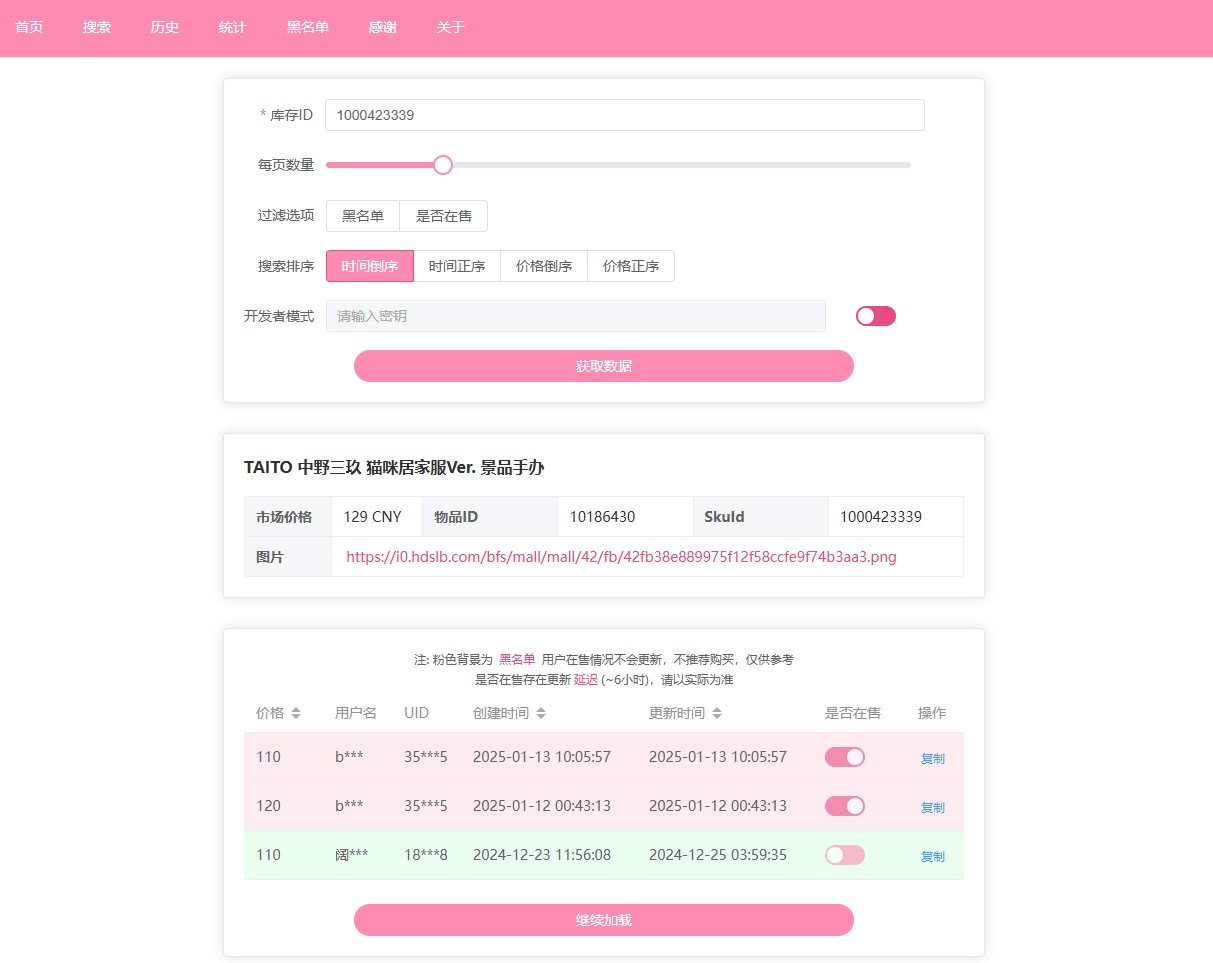 首页 搜索 历史 统计 黑名单 感谢 关于
* 库存ID 1000423339
每页数量
过滤选项 黑名单 是否在售
搜索排序 时间倒序 时间正序 价格倒序 价格正序
开发者模式 请输入密钥
获取数据
TAITO 中野三玖 猫咪居家服Ver. 景品手办
市场价格 129 CNY 物品ID 10186430 SkuId 1000423339
图片 https://i0.hdslb.com/bfs/mall/mall/42/fb/42fb38e889975f12f58ccfe9f74b3aa3.png
注: 粉色背景为 黑名单 用户在售情况不会更新，不推荐购买，仅供参考
是否在售存在更新 延迟 (~6小时)，请以实际为准
价格 用户名 UID 创建时间 更新时间 是否在售 操作
110 b*** 35***5 2025-01-13 10:05:57 2025-01-13 10:05:57 复制
120 b*** 35***5 2025-01-12 00:43:13 2025-01-12 00:43:13 复制
110 阔*** 18***8 2024-12-23 11:56:08 2024-12-25 03:59:35 复制
继续加载